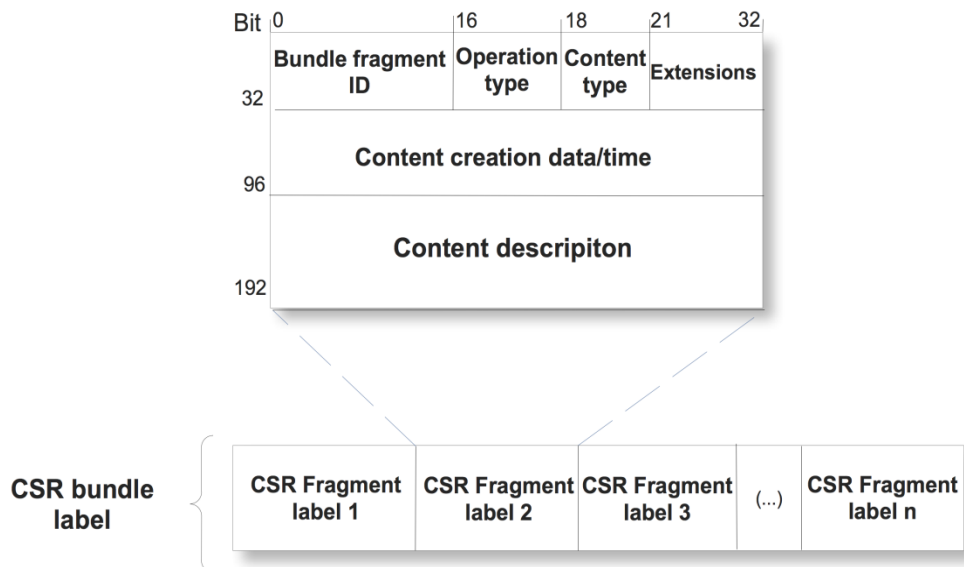 Bit 0 16 18 21 32
Bundle fragment
ID
Operation
type
Content
type
Extensions
32
Content creation data/time
96
Content descripiton
192
CSR bundle
label
CSR Fragment
label 1
CSR Fragment
label 2
CSR Fragment
label 3
(...)
CSR Fragment
label n